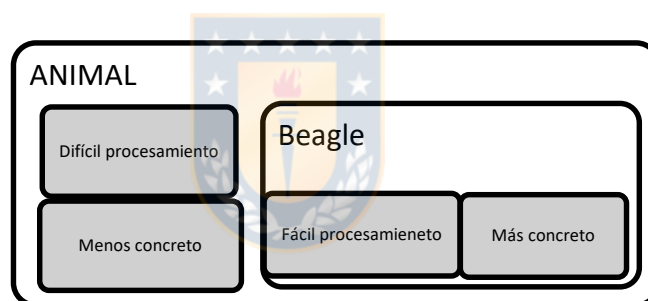 ANIMAL
Difícil procesamiento
Menos concreto
Beagle
Fácil procesamieneto
Más concreto